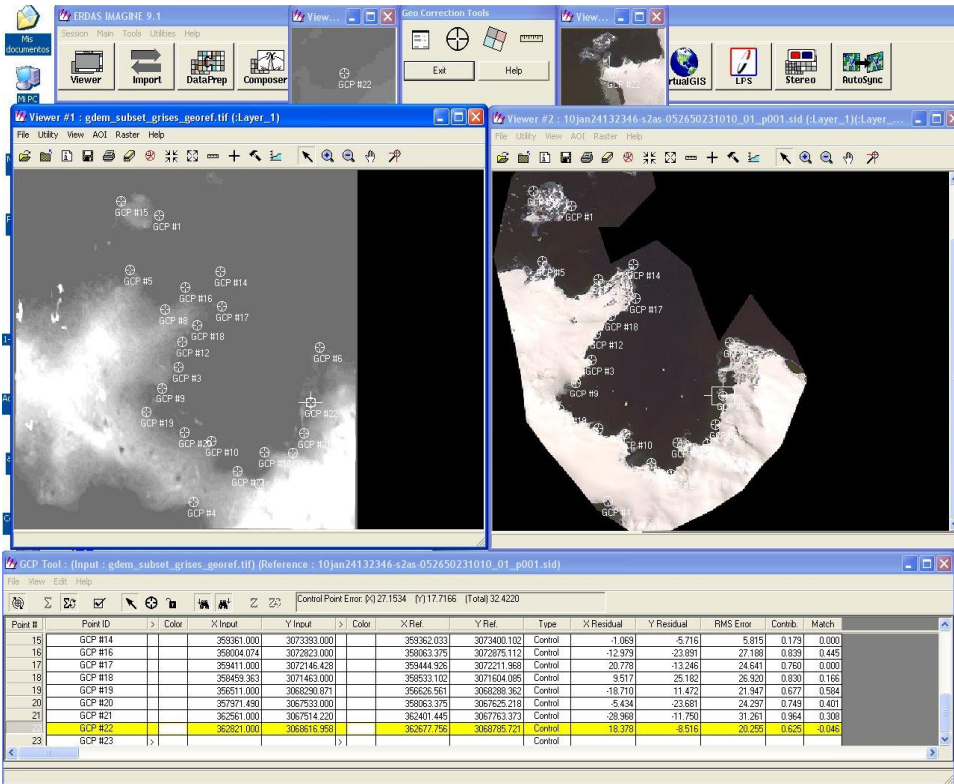 Mis documentos
Mi PC
ERDAS IMAGINE 9.1
Session Main Tools Utilities Help
Viewer Import DataPrep Composer
View...
GCP #22
Geo Correction Tools
Exit Help
View...
GCP #22
LPS Stereo AutoSync
Viewer #1 : gdem_subset_grises_georef.tif (:Layer_1)
File Utility View AOI Raster Help
GCP #15
GCP #1
GCP #5
GCP #14
GCP #16
GCP #8
GCP #17
GCP #18
GCP #12
GCP #6
GCP #3
GCP #9
GCP #22
GCP #19
GCP #20
GCP #10
GCP #4
Viewer #2 : 10jan24132346-s2as-052650231010_01_p001.sid (:Layer_1)(:Layer_...
File Utility View AOI Raster Help
GCP #1
GCP #5
GCP #14
GCP #17
GCP #18
GCP #12
GCP #3
GCP #9
GCP #10
GCP #4
GCP Tool : (Input : gdem_subset_grises_georef.tif) (Reference : 10jan24132346-s2as-052650231010_01_p001.sid)
File View Edit Help
Control Point Error: (X) 27.1534 (Y) 17.7166 (Total) 32.4220
Point # Point ID > Color X Input Y Input > Color X Ref. Y Ref. Type X Residual Y Residual RMS Error Contrib. Match
15 GCP #14 359361.000 3073393.000 359362.033 3073400.102 Control -1.069 -5.716 5.815 0.179 0.000
16 GCP #16 358004.074 3072823.000 358063.375 3072875.112 Control -12.979 -23.891 27.188 0.839 0.445
17 GCP #17 359411.000 3072146.428 359444.926 3072211.968 Control 20.778 -13.246 24.641 0.760 0.000
18 GCP #18 358459.363 3071463.000 358533.102 3071604.085 Control 9.517 25.182 26.920 0.830 0.166
19 GCP #19 356511.000 3068290.871 356626.561 3068288.362 Control -18.710 11.472 21.947 0.677 0.584
20 GCP #20 357971.490 3067533.000 358063.375 3067625.218 Control -5.434 -23.681 24.297 0.749 0.401
21 GCP #21 362561.000 3067514.220 362401.445 3067763.373 Control -28.968 -11.750 31.261 0.964 0.308
GCP #22 362821.000 3068616.958 362677.756 3068785.721 Control 18.378 -8.516 20.255 0.625 -0.046
23 GCP #23 > > Control